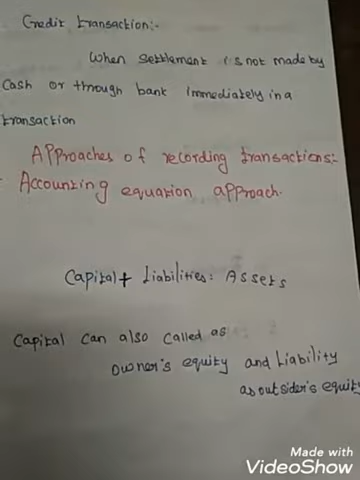 Credit transaction:-
When settlement is not made by
Cash or through bank immediately in a
transaction
Approaches of recording transactions:-
Accounting equation approach.
Capital + Liabilities = Assets
Capital can also called as
owner's equity and Liability
as outsider's equity
Made with
VideoShow